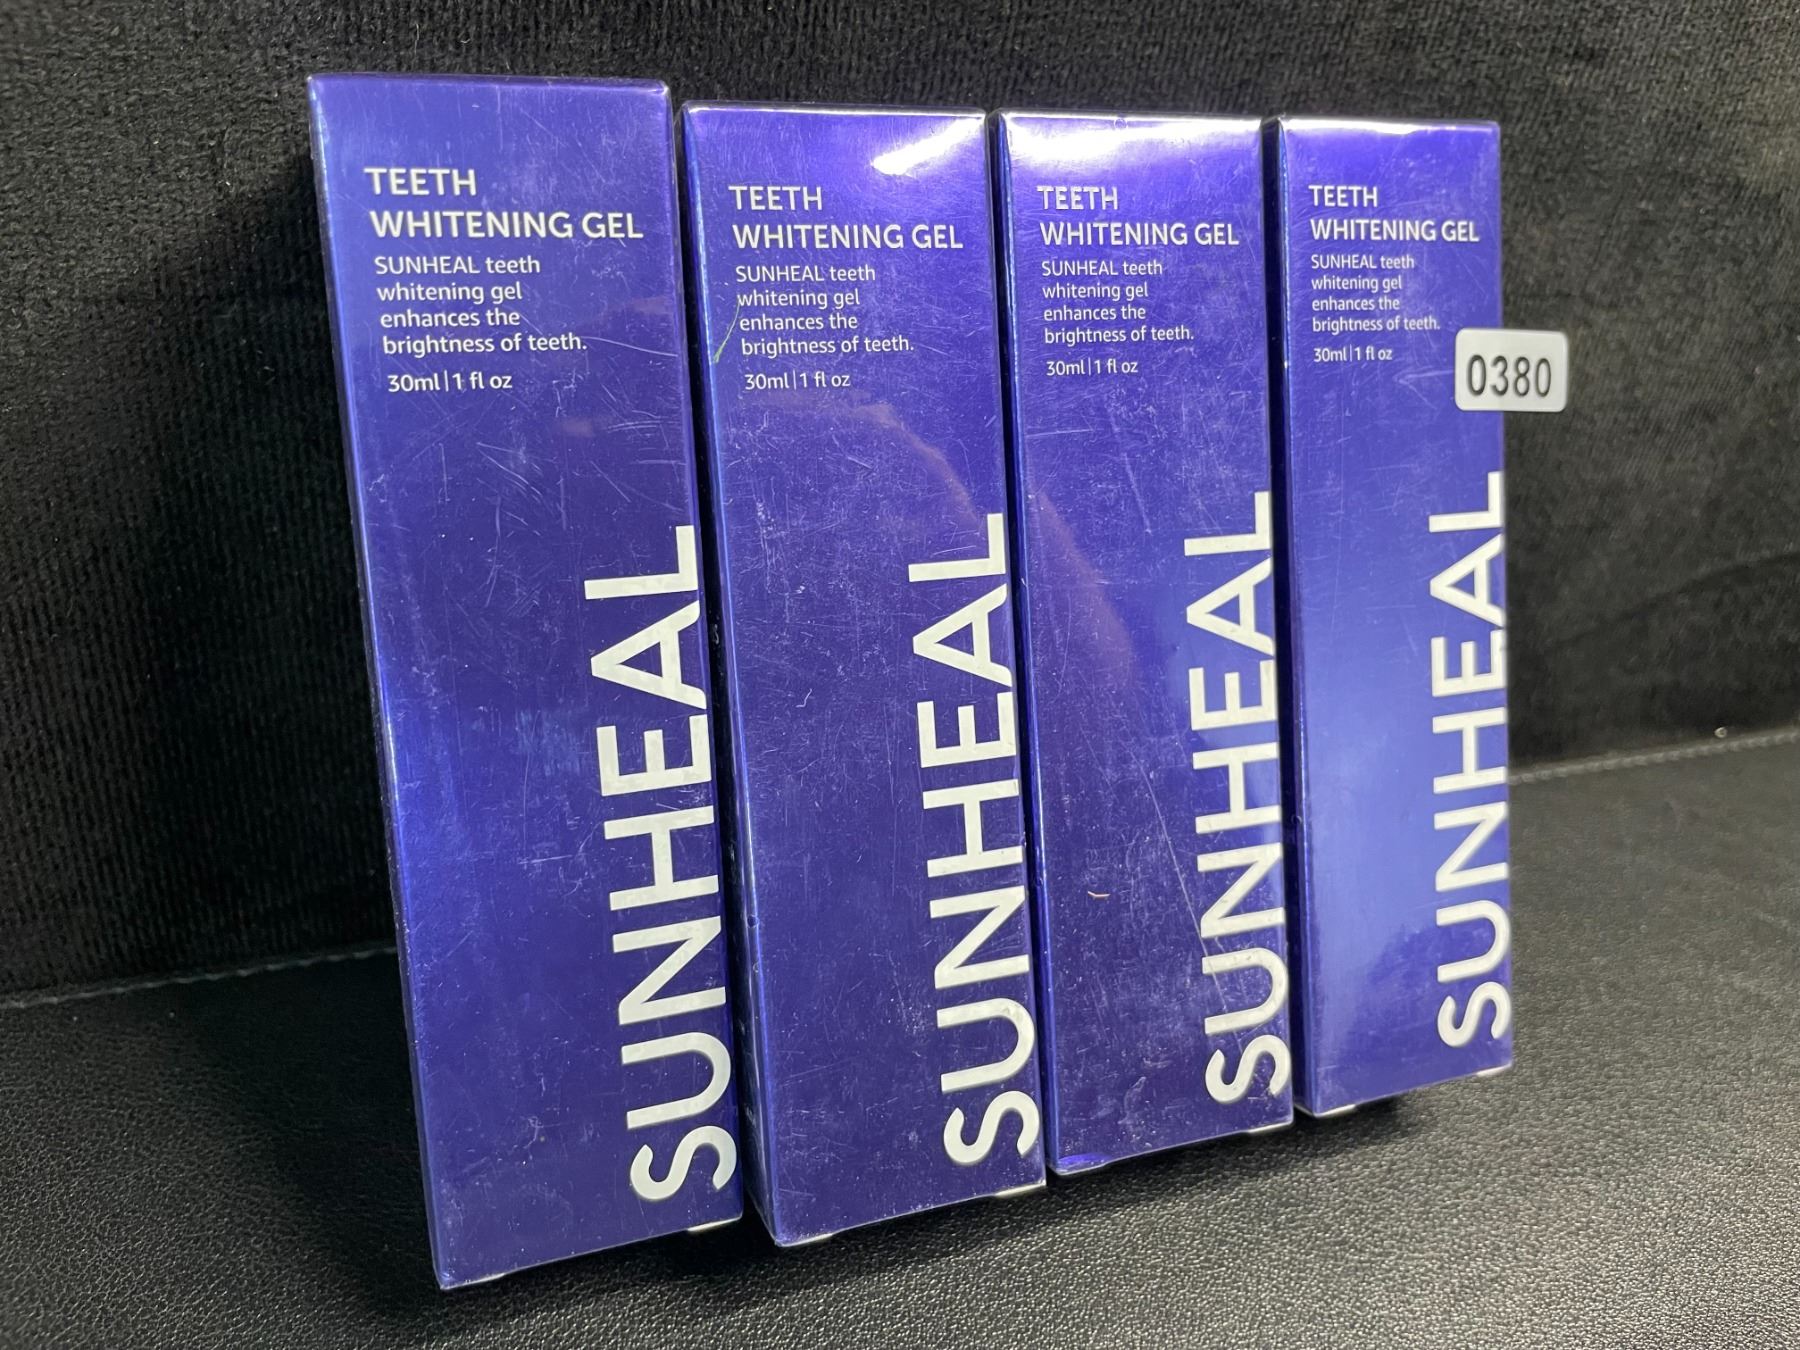 TEETH
WHITENING GEL
SUNHEAL teeth
whitening gel
enhances the
brightness of teeth.
30ml|1 fl oz
SUNHEAL
TEETH
WHITENING GEL
SUNHEAL teeth
whitening gel
enhances the
brightness of teeth.
30ml|1 fl oz
SUNHEAL
TEETH
WHITENING GEL
SUNHEAL teeth
whitening gel
enhances the
brightness of teeth.
30ml|1 fl oz
SUNHEAL
TEETH
WHITENING GEL
SUNHEAL teeth
whitening gel
enhances the
brightness of teeth.
30ml|1 fl oz
SUNHEAL
0380